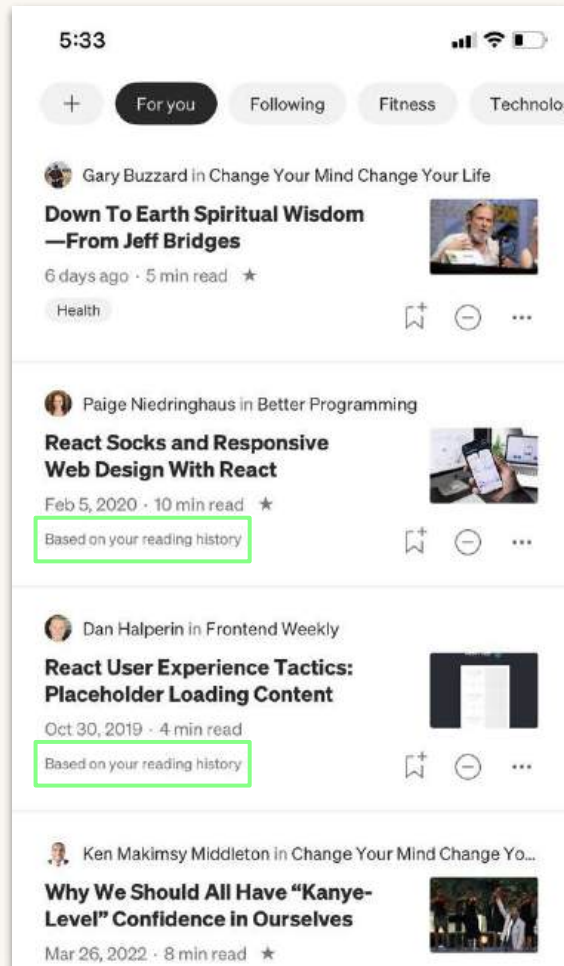 5:33
+ For you Following Fitness Technolo
Gary Buzzard in Change Your Mind Change Your Life
Down To Earth Spiritual Wisdom
—From Jeff Bridges
6 days ago · 5 min read ★
Health
Paige Niedringhaus in Better Programming
React Socks and Responsive
Web Design With React
Feb 5, 2020 · 10 min read ★
Based on your reading history
Dan Halperin in Frontend Weekly
React User Experience Tactics:
Placeholder Loading Content
Oct 30, 2019 · 4 min read
Based on your reading history
Ken Makimsy Middleton in Change Your Mind Change Yo...
Why We Should All Have “Kanye-
Level” Confidence in Ourselves
Mar 26, 2022 · 8 min read ★